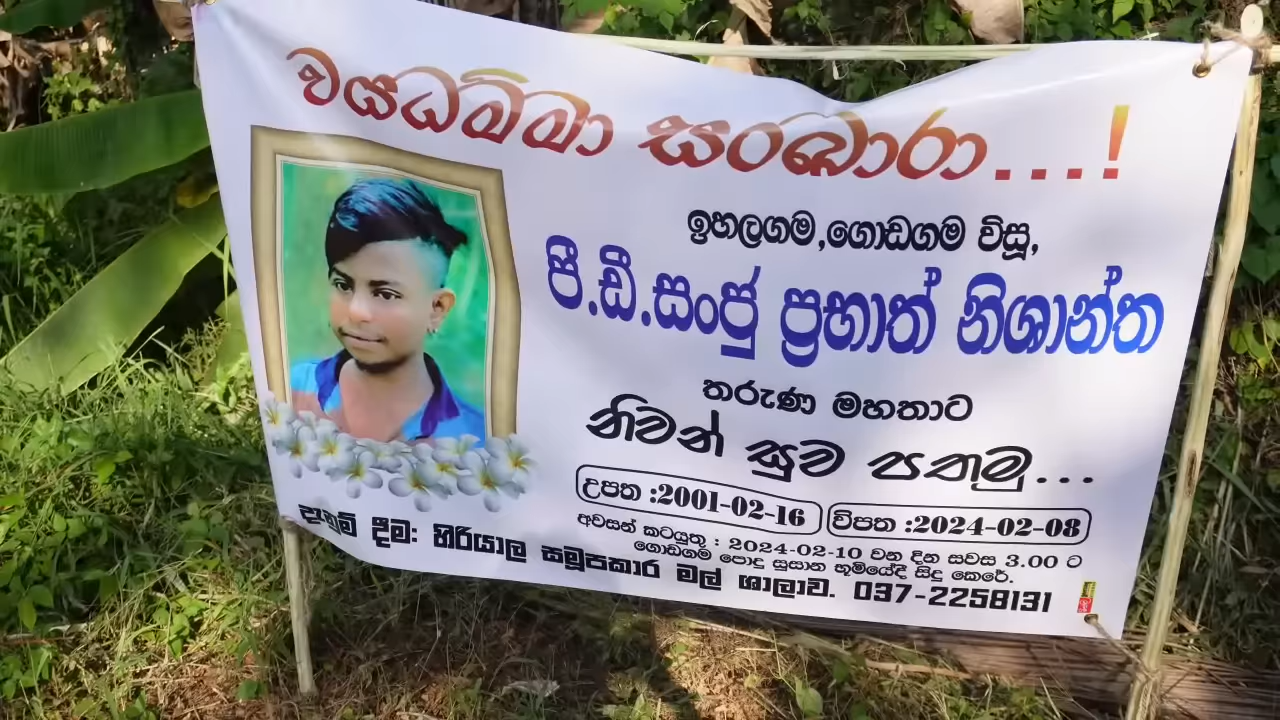 වයධම්මා සංඛාරා...!
ඉහලගම,ගොඩගම විසූ,
පී.ඩී.සංජු ප්‍රභාත් නිශාන්ත
තරුණ මහතාට
නිවන් සුව පතමු...
උපත :2001-02-16 විපත :2024-02-08
අවසන් කටයුතු : 2024-02-10 වන දින සවස 3.00 ට
ගොඩගම පොදු සුසාන භූමියේදී සිදු කෙරේ.
දැනුම් දීම: හිරියාල සමූපකාර මල් ශාලාව. 037-2258131